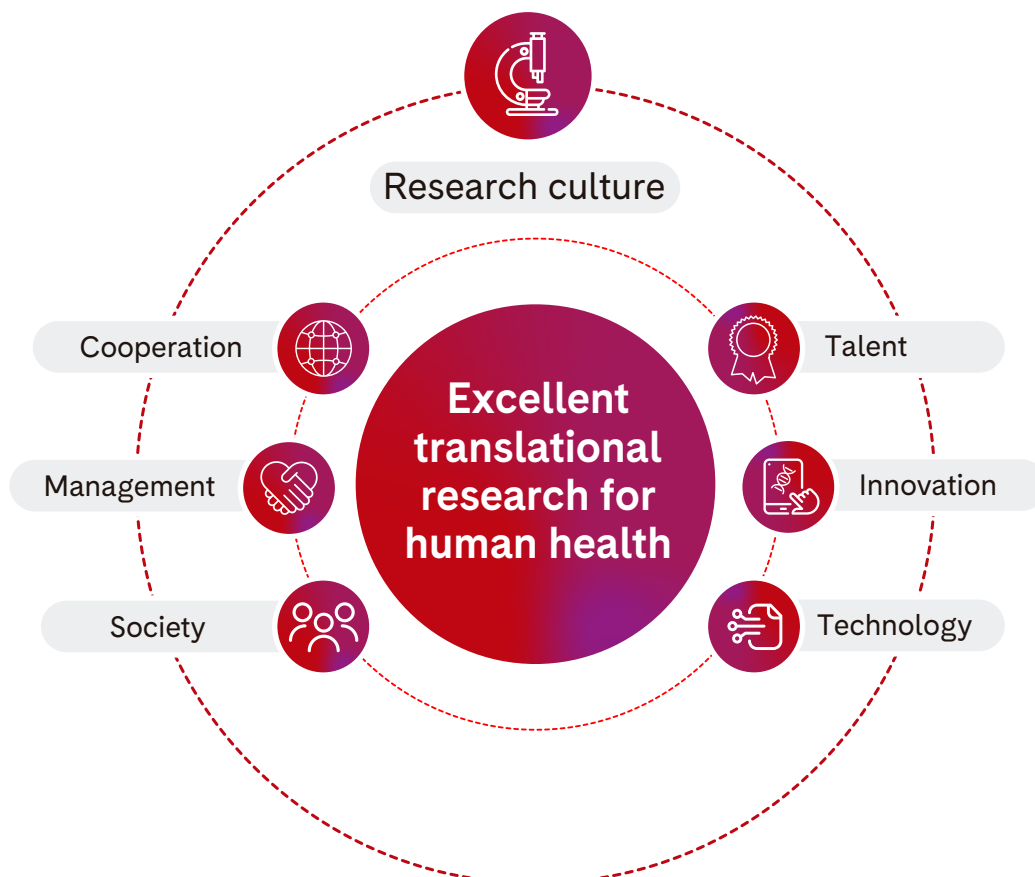 Research culture
Cooperation
Talent
Excellent
translational
research for
human health
Management
Innovation
Society
Technology